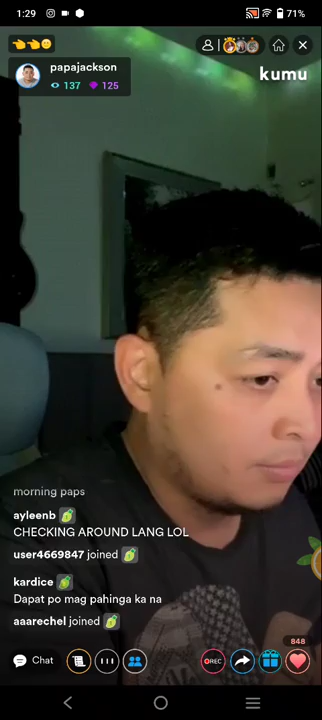 1:29
71%
papajackson
137 125
kumu
morning paps
ayleenb
CHECKING AROUND LANG LOL
user4669847 joined
kardice
Dapat po mag pahinga ka na
aaarechel joined
848
Chat
REC